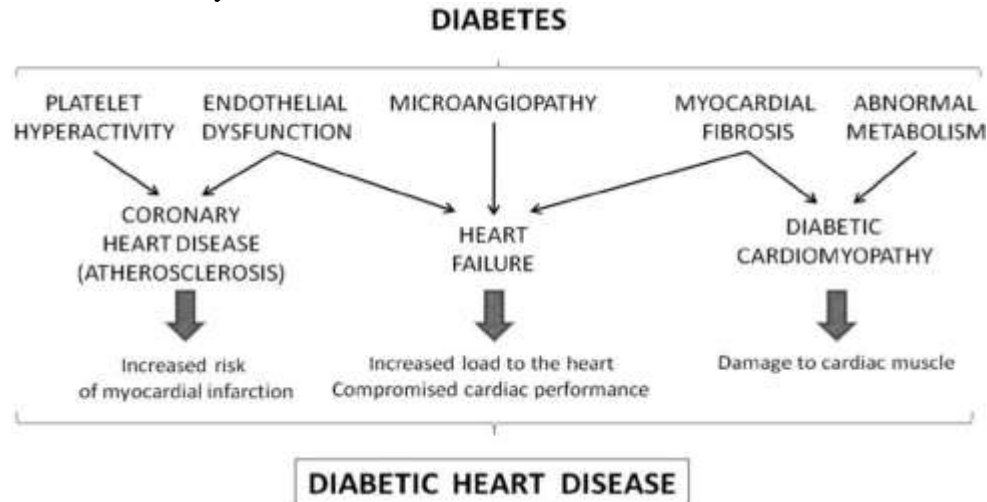 DIABETES
PLATELET
HYPERACTIVITY
ENDOTHELIAL
DYSFUNCTION
MICROANGIOPATHY
MYOCARDIAL
FIBROSIS
ABNORMAL
METABOLISM
CORONARY
HEART DISEASE
(ATHEROSCLEROSIS)
HEART
FAILURE
DIABETIC
CARDIOMYOPATHY
Increased risk
of myocardial infarction
Increased load to the heart
Compromised cardiac performance
Damage to cardiac muscle
DIABETIC HEART DISEASE